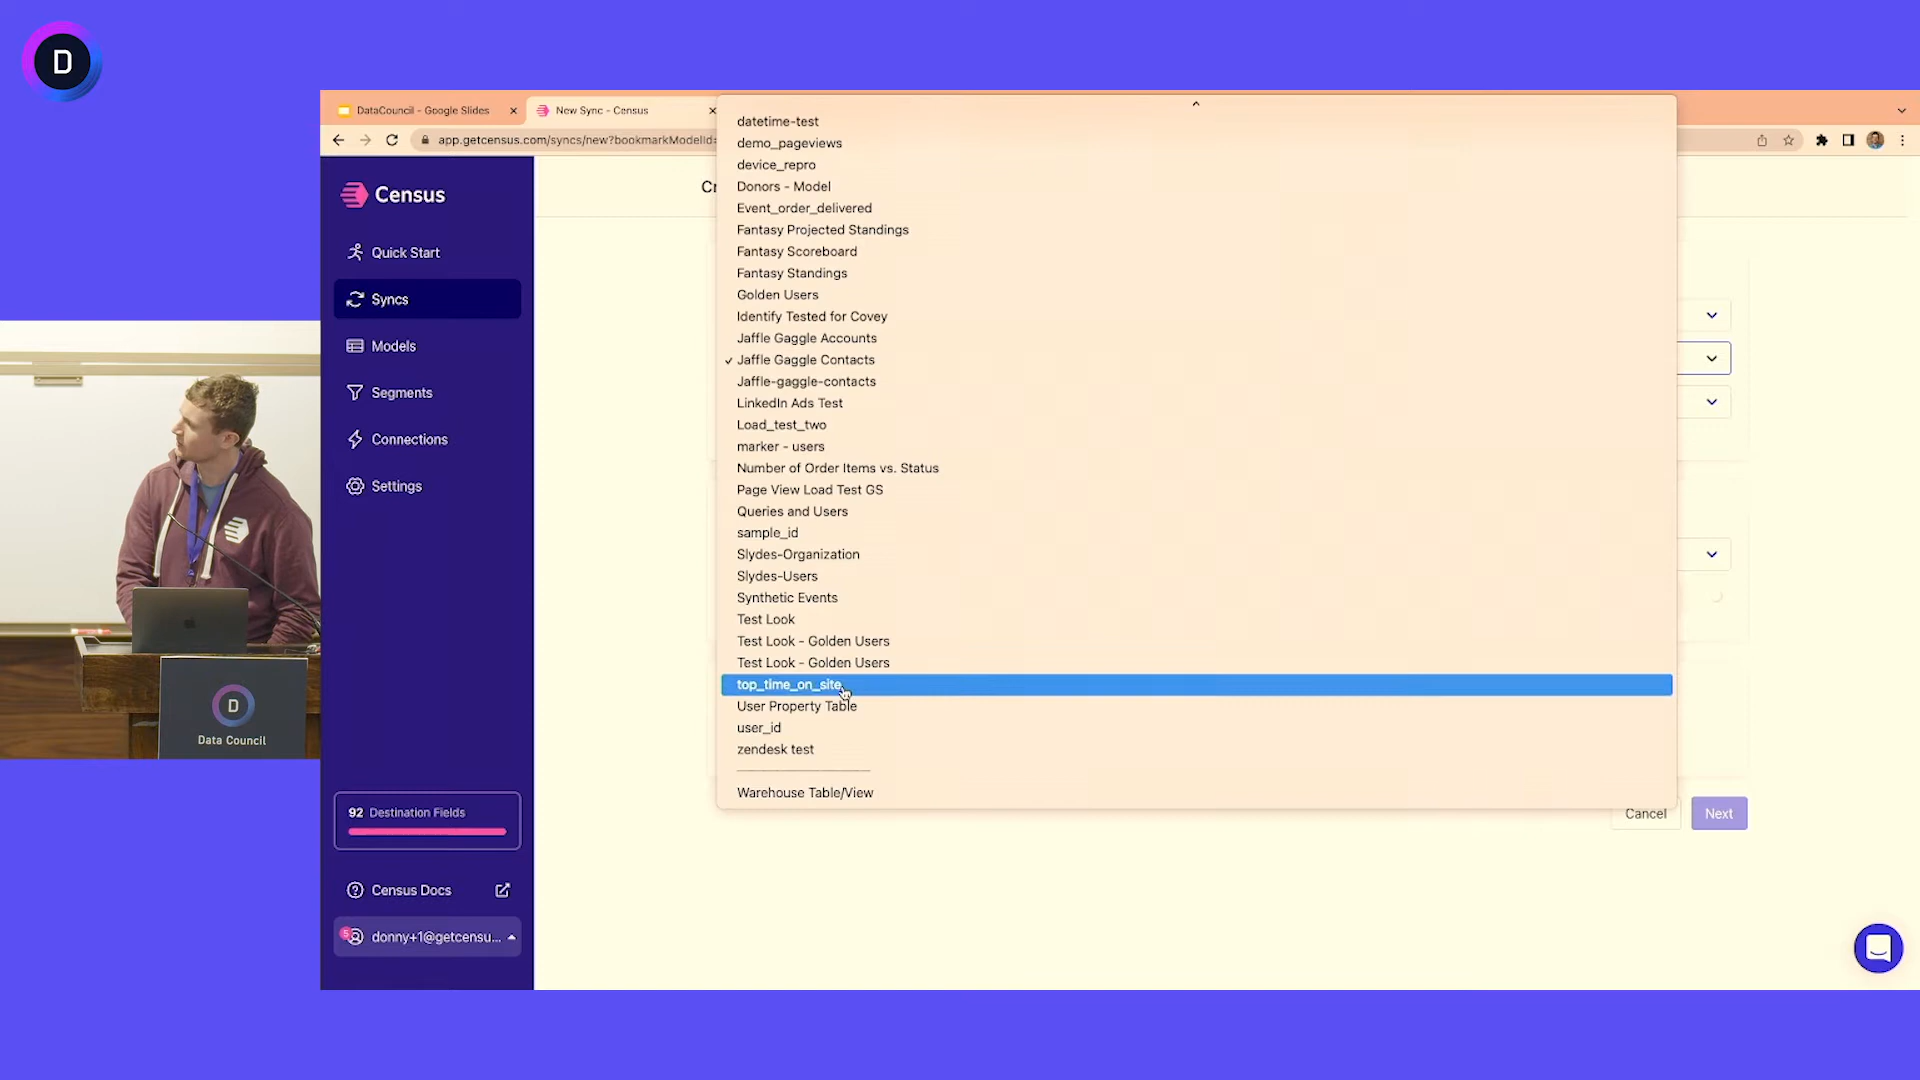 D
DataCouncil - Google Slides
New Sync - Census
app.getcensus.com/syncs/new?bookmarkModelId=
Census
Quick Start
Syncs
Models
Segments
Connections
Settings
92 Destination Fields
Census Docs
5
donny+1@getcensu...
Cr
datetime-test
demo_pageviews
device_repro
Donors - Model
Event_order_delivered
Fantasy Projected Standings
Fantasy Scoreboard
Fantasy Standings
Golden Users
Identify Tested for Covey
Jaffle Gaggle Accounts
✓ Jaffle Gaggle Contacts
Jaffle-gaggle-contacts
LinkedIn Ads Test
Load_test_two
marker - users
Number of Order Items vs. Status
Page View Load Test GS
Queries and Users
sample_id
Slydes-Organization
Slydes-Users
Synthetic Events
Test Look
Test Look - Golden Users
Test Look - Golden Users
top_time_on_site
User Property Table
user_id
zendesk test
Warehouse Table/View
Cancel
Next
D
Data Council